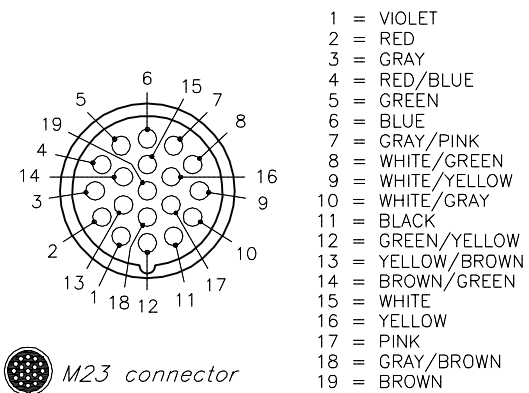 6
15
5
7
19
8
4
14
16
3
9
2
10
13
17
1
18
12
11
M23 connector
1 = VIOLET
2 = RED
3 = GRAY
4 = RED/BLUE
5 = GREEN
6 = BLUE
7 = GRAY/PINK
8 = WHITE/GREEN
9 = WHITE/YELLOW
10 = WHITE/GRAY
11 = BLACK
12 = GREEN/YELLOW
13 = YELLOW/BROWN
14 = BROWN/GREEN
15 = WHITE
16 = YELLOW
17 = PINK
18 = GRAY/BROWN
19 = BROWN